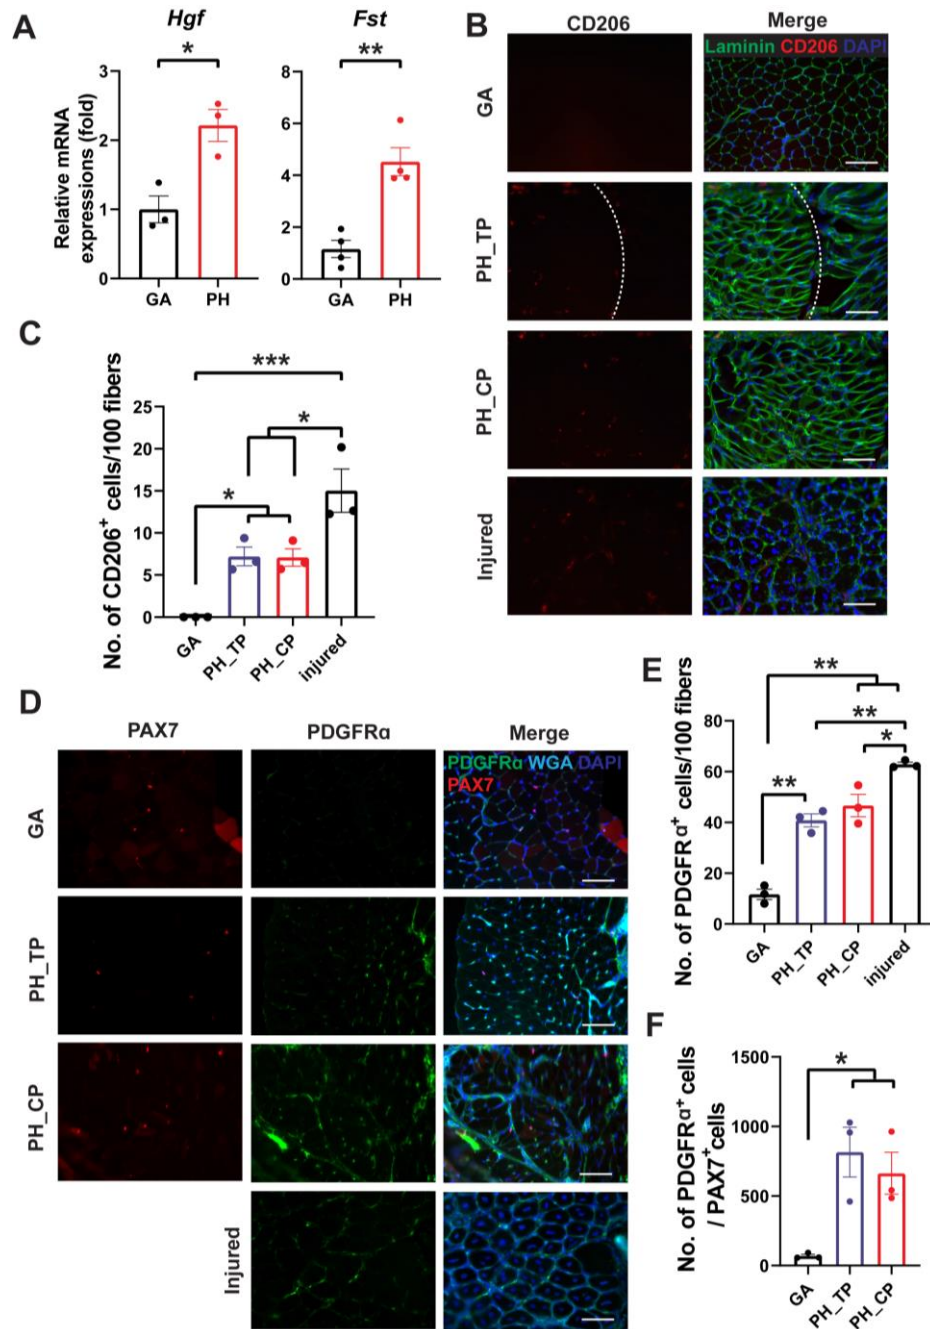 A
Hgf
Fst
*
**
Relative mRNA
expressions (fold)
3
2
1
0
GA
PH
8
6
4
2
0
GA
PH
B
CD206
Merge
Laminin CD206 DAPI
GA
PH_TP
PH_CP
Injured
C
***
*
*
No. of CD206⁺ cells/100 fibers
25
20
15
10
5
0
GA
PH_TP
PH_CP
injured
D
PAX7
PDGFRα
Merge
PDGFRα WGA DAPI
PAX7
GA
PH_TP
PH_CP
Injured
E
**
**
*
**
No. of PDGFRα⁺ cells/100 fibers
80
60
40
20
0
GA
PH_TP
PH_CP
injured
F
*
No. of PDGFRα⁺ cells
/ PAX7⁺cells
1500
1000
500
0
GA
PH_TP
PH_CP